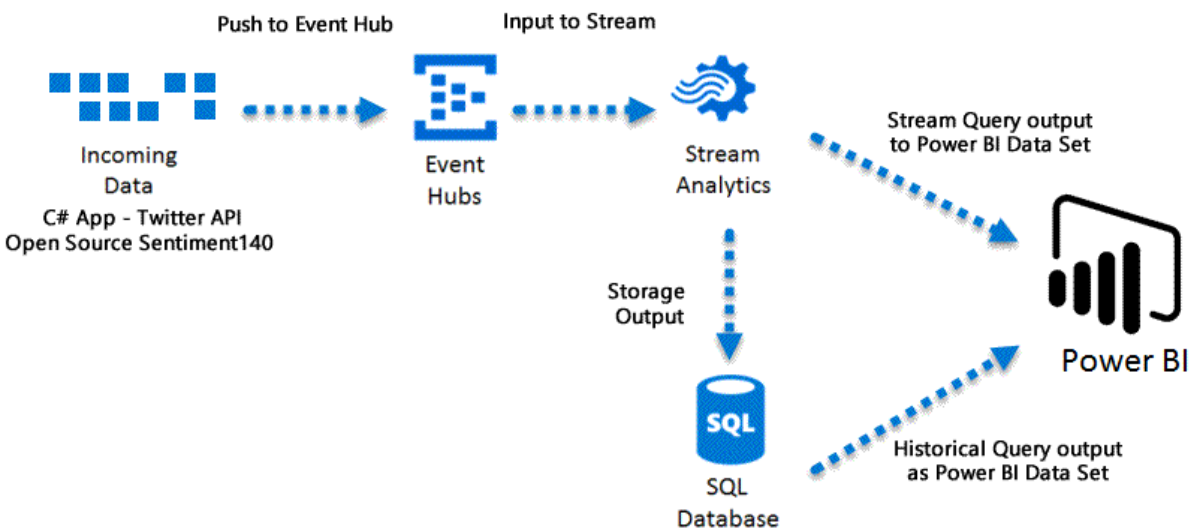 Push to Event Hub
Input to Stream
Incoming
Data
C# App - Twitter API
Open Source Sentiment140
Event
Hubs
Stream
Analytics
Stream Query output
to Power BI Data Set
Storage
Output
Power BI
SQL
SQL
Database
Historical Query output
as Power BI Data Set